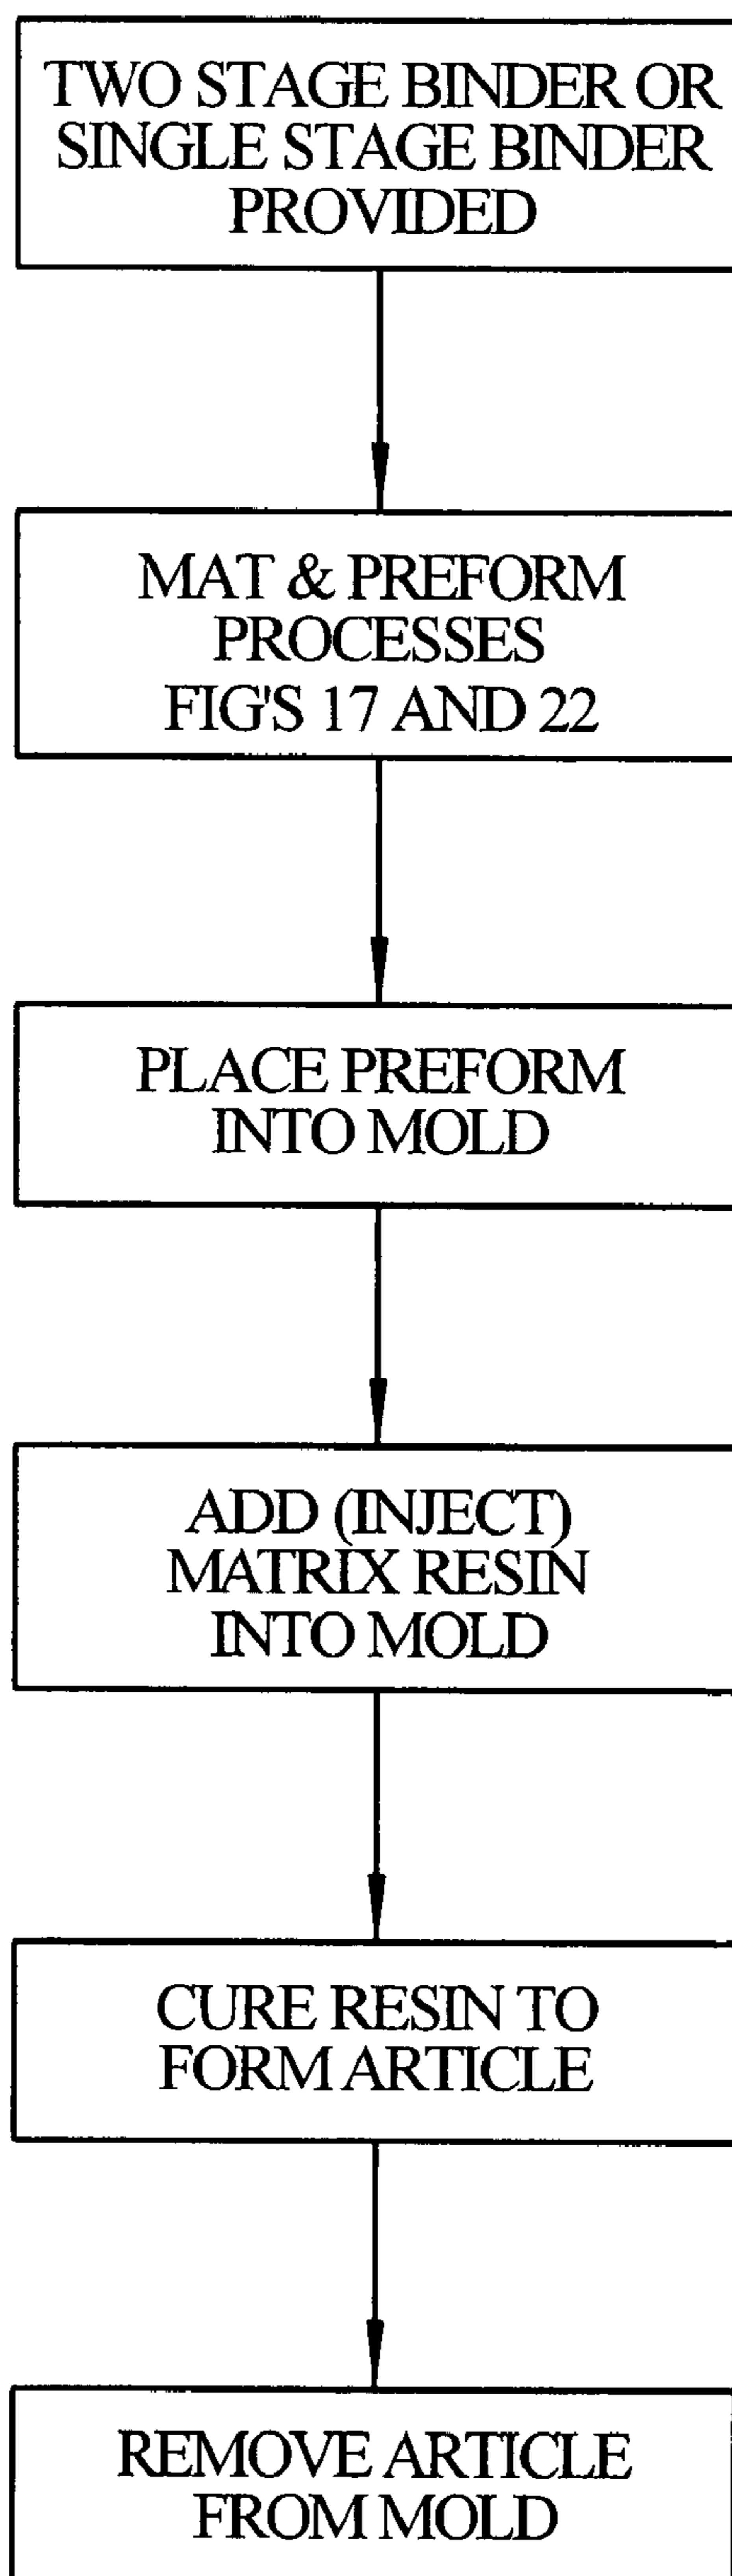 TWO STAGE BINDER OR
SINGLE STAGE BINDER
PROVIDED
MAT & PREFORM
PROCESSES
FIG'S 17 AND 22
PLACE PREFORM
INTO MOLD
ADD (INJECT)
MATRIX RESIN
INTO MOLD
CURE RESIN TO
FORM ARTICLE
REMOVE ARTICLE
FROM MOLD